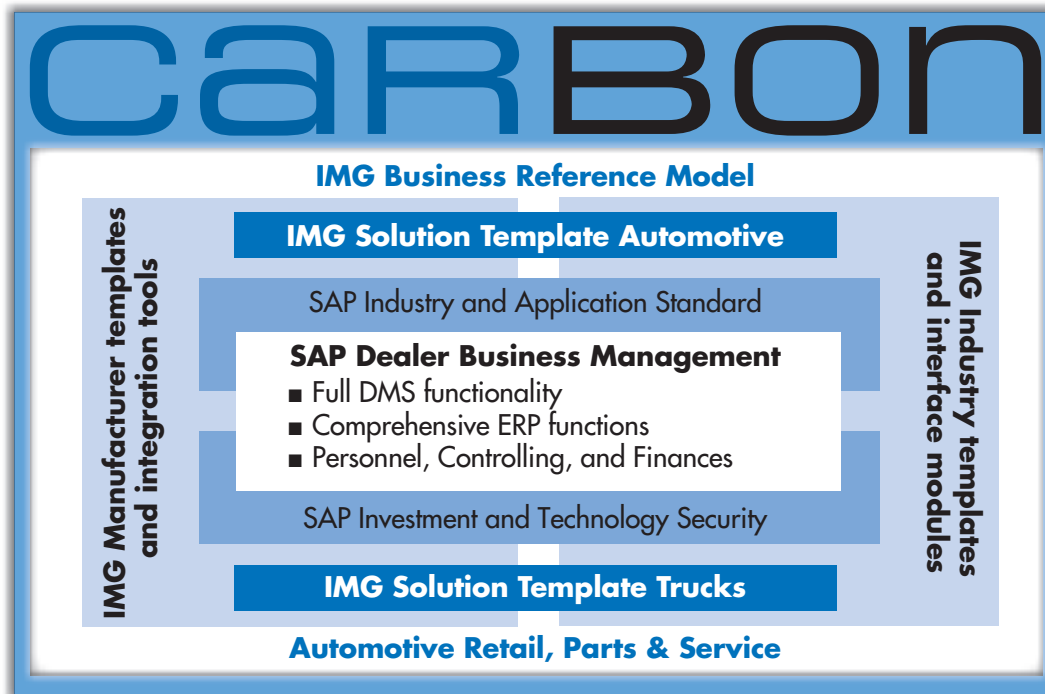 caRBon
IMG Business Reference Model
IMG Manufacturer templates
and integration tools
IMG Solution Template Automotive
SAP Industry and Application Standard
SAP Dealer Business Management
▪ Full DMS functionality
▪ Comprehensive ERP functions
▪ Personnel, Controlling, and Finances
SAP Investment and Technology Security
IMG Solution Template Trucks
IMG Industry templates
and interface modules
Automotive Retail, Parts & Service